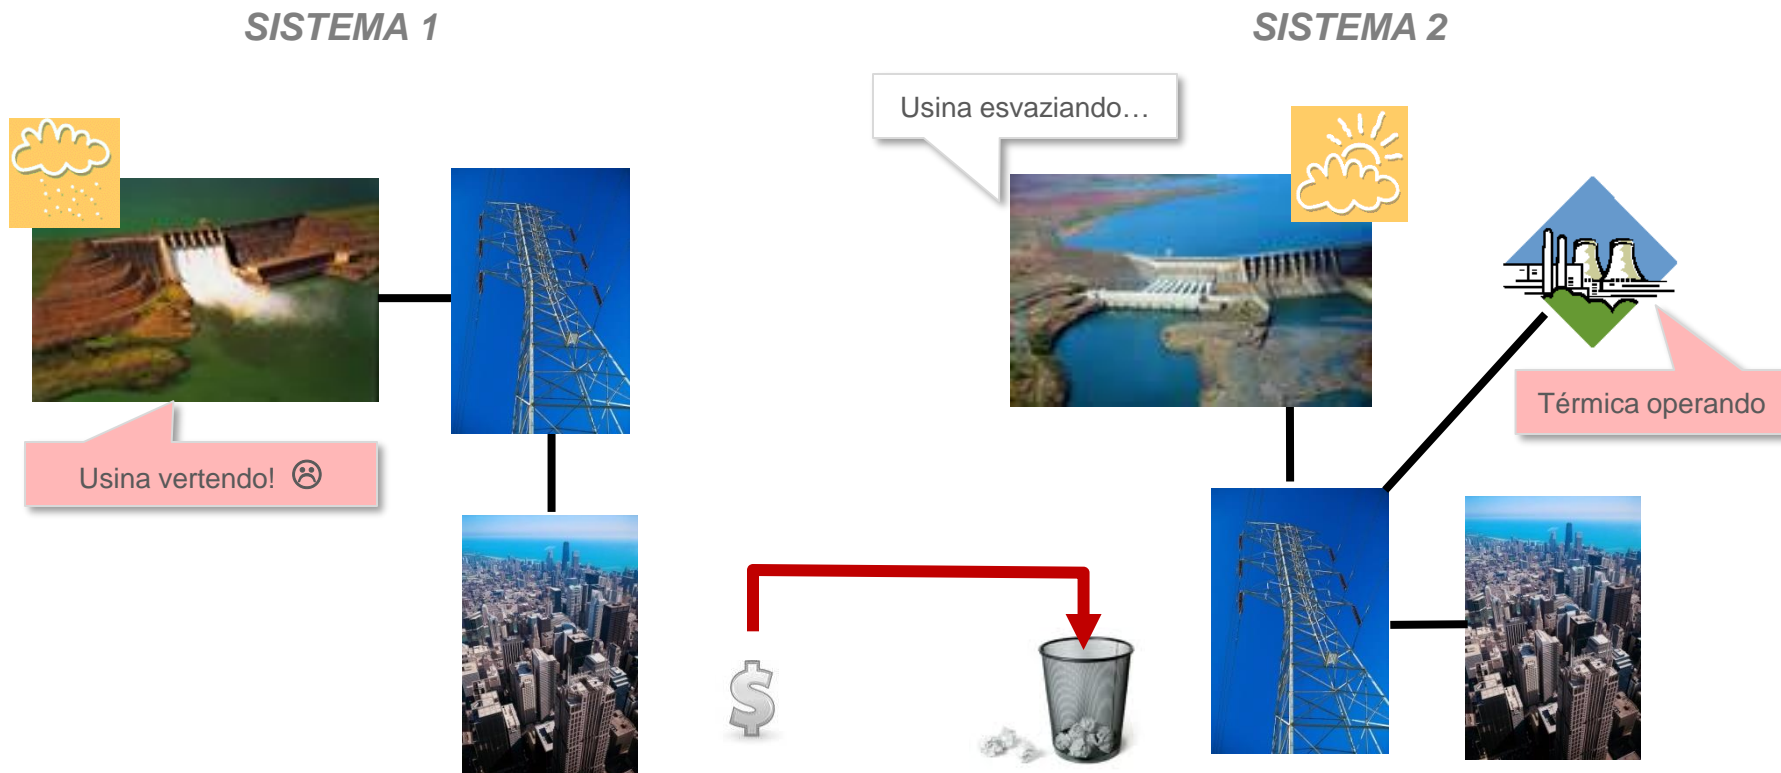 SISTEMA 1
SISTEMA 2
Usina esvaziando…
Térmica operando
Usina vertendo! ☹
$